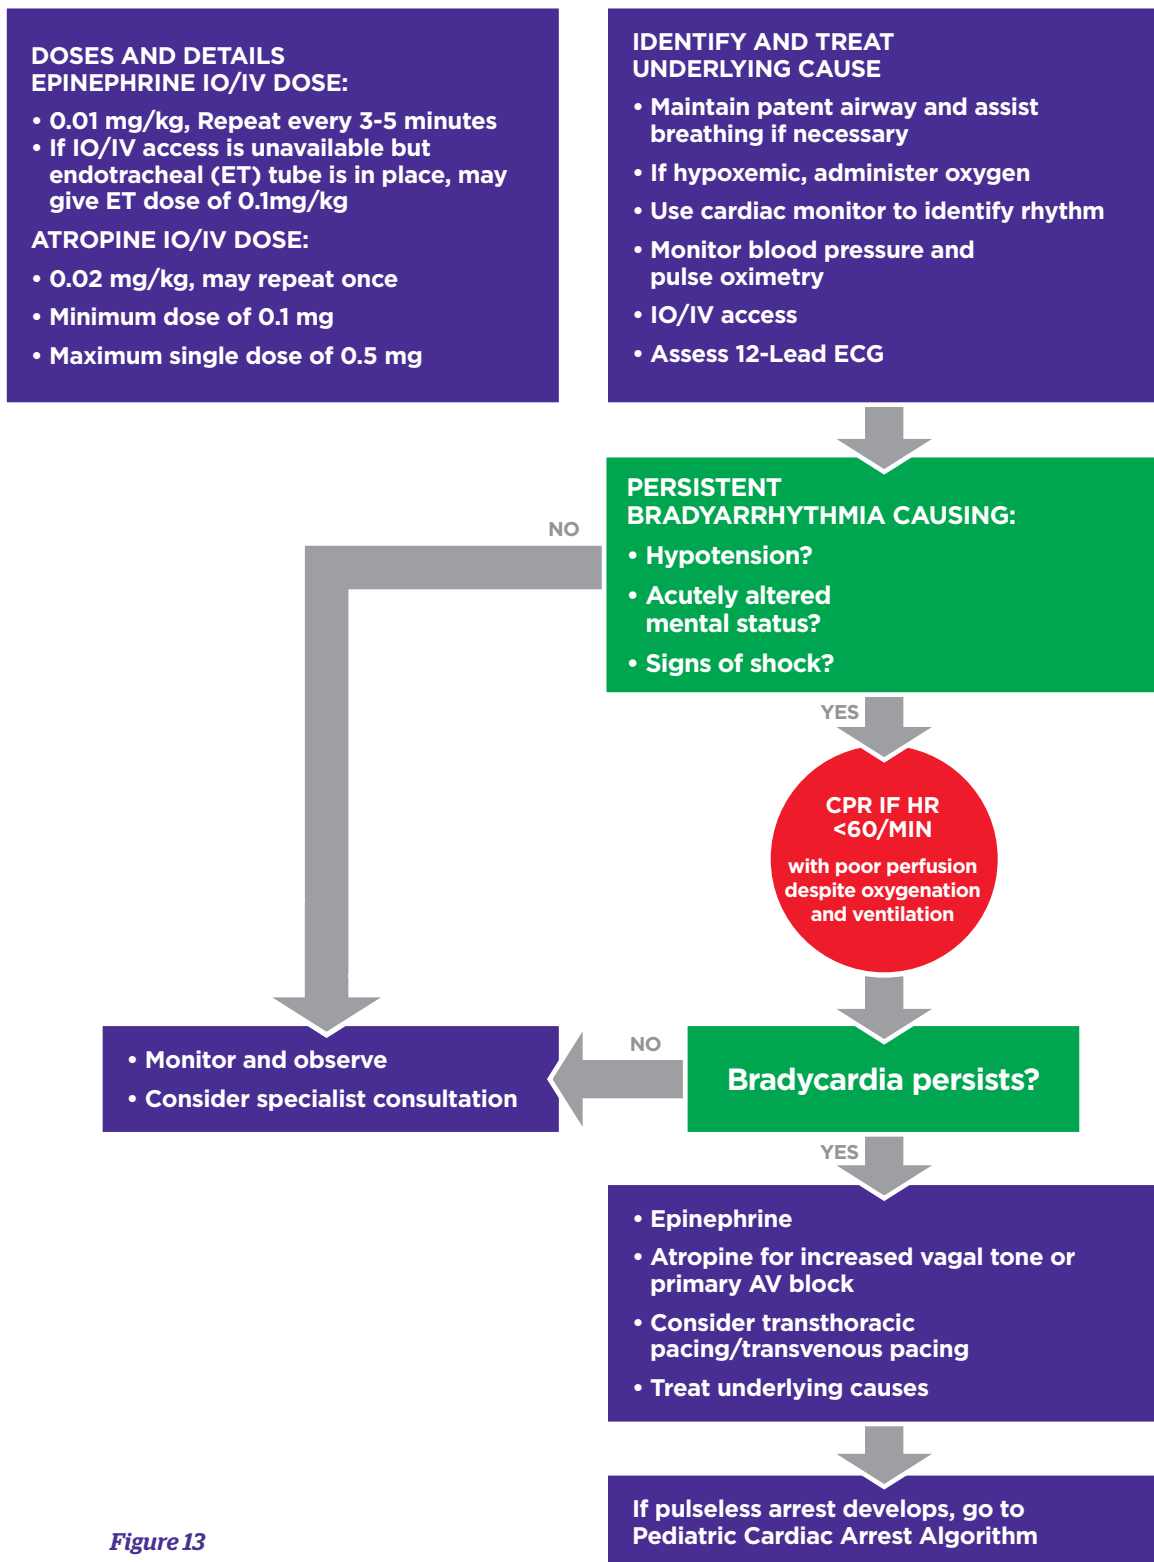 DOSES AND DETAILS
EPINEPHRINE IO/IV DOSE:
• 0.01 mg/kg, Repeat every 3-5 minutes
• If IO/IV access is unavailable but
endotracheal (ET) tube is in place, may
give ET dose of 0.1mg/kg
ATROPINE IO/IV DOSE:
• 0.02 mg/kg, may repeat once
• Minimum dose of 0.1 mg
• Maximum single dose of 0.5 mg
IDENTIFY AND TREAT
UNDERLYING CAUSE
• Maintain patent airway and assist
breathing if necessary
• If hypoxemic, administer oxygen
• Use cardiac monitor to identify rhythm
• Monitor blood pressure and
pulse oximetry
• IO/IV access
• Assess 12-Lead ECG
PERSISTENT
BRADYARRHYTHMIA CAUSING:
• Hypotension?
• Acutely altered
mental status?
• Signs of shock?
NO
YES
CPR IF HR
<60/MIN
with poor perfusion
despite oxygenation
and ventilation
Bradycardia persists?
NO
• Monitor and observe
• Consider specialist consultation
YES
• Epinephrine
• Atropine for increased vagal tone or
primary AV block
• Consider transthoracic
pacing/transvenous pacing
• Treat underlying causes
If pulseless arrest develops, go to
Pediatric Cardiac Arrest Algorithm
Figure 13